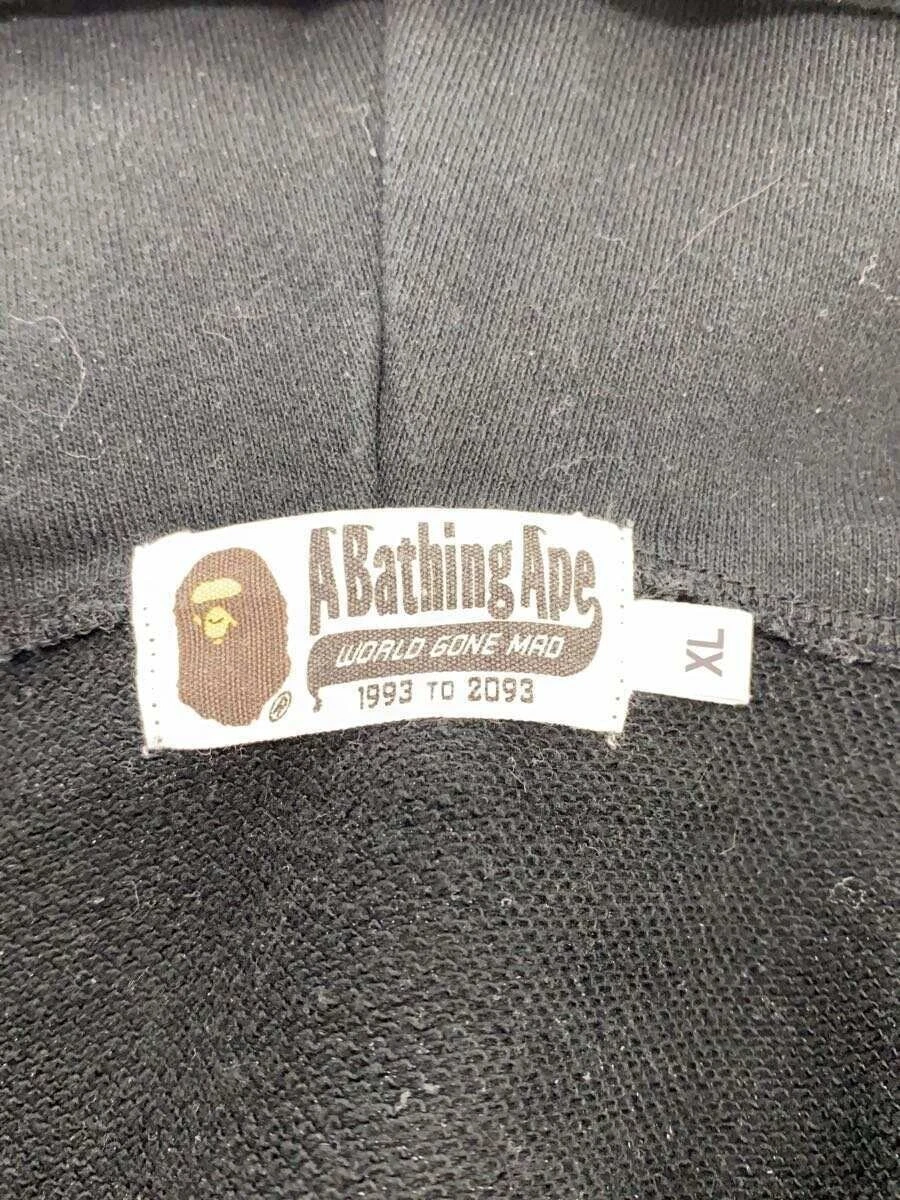 A Bathing Ape
WORLD GONE MAD
1993 TO 2093
®
XL